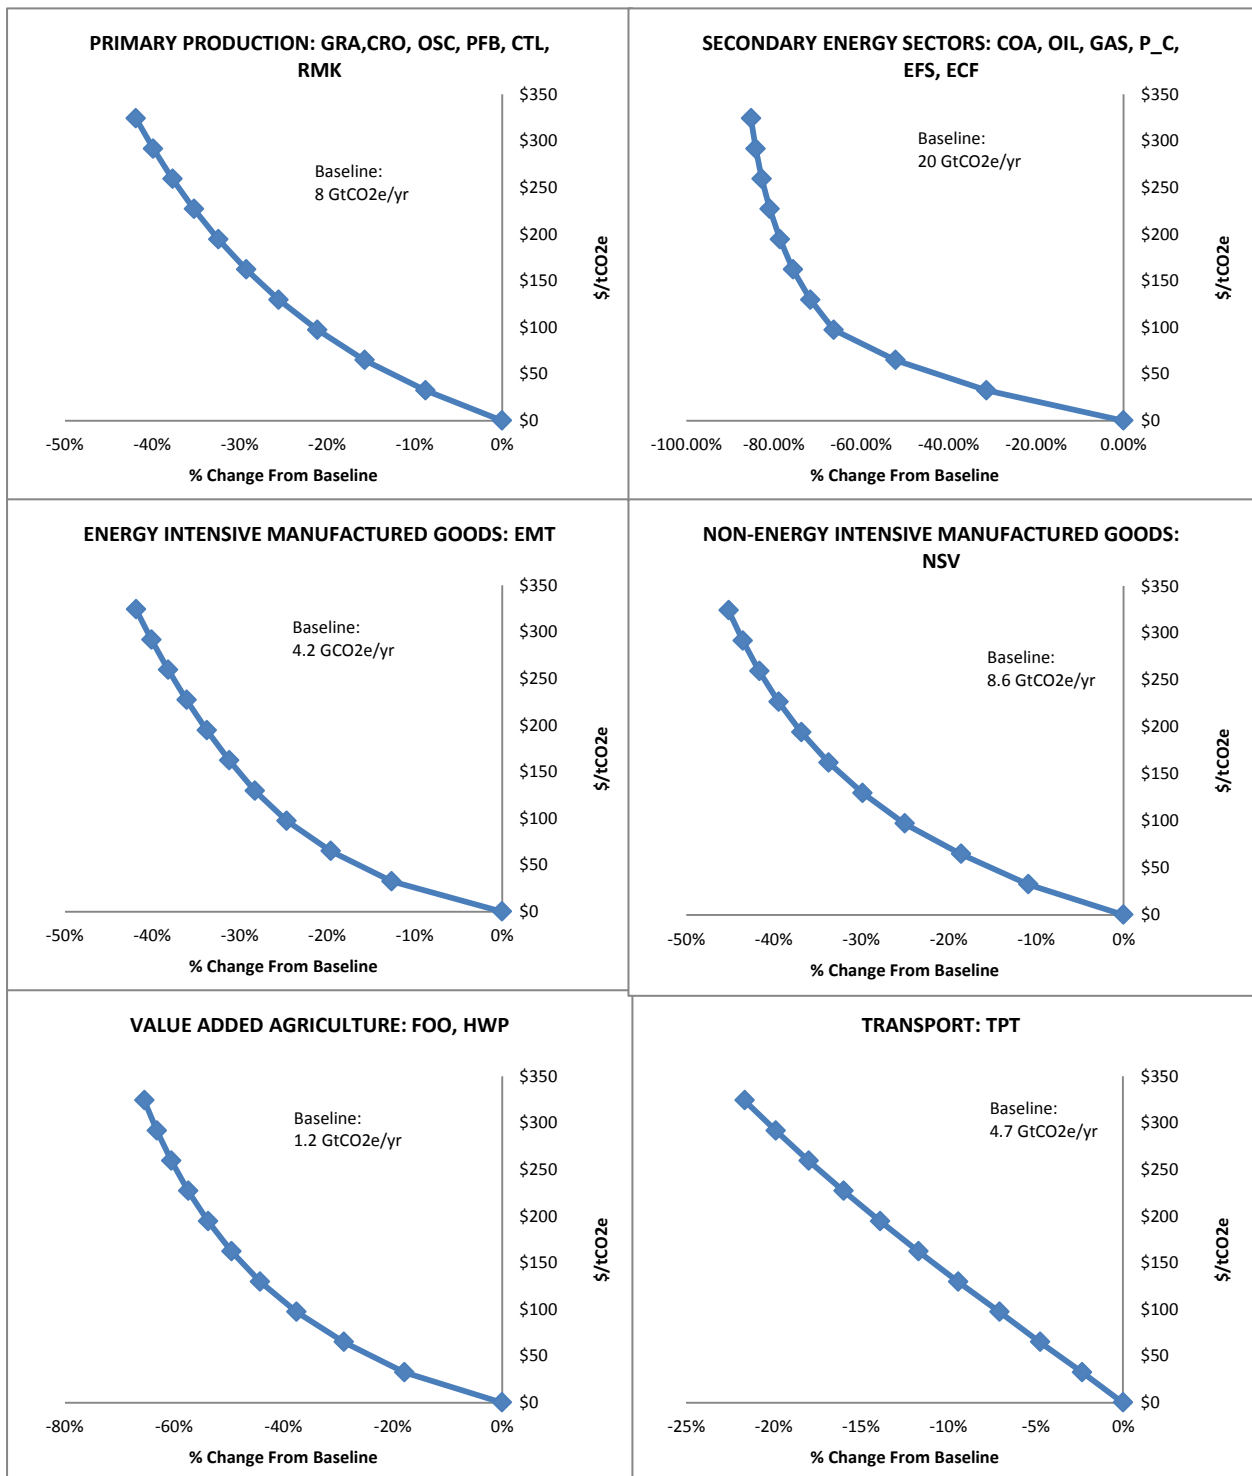 PRIMARY PRODUCTION: GRA,CRO, OSC, PFB, CTL,
RMK
$350
$300
$250
$200
$150
$100
$50
$0
$/tCO2e
Baseline:
8 GtCO2e/yr
-50% -40% -30% -20% -10% 0%
% Change From Baseline
SECONDARY ENERGY SECTORS: COA, OIL, GAS, P_C,
EFS, ECF
$350
$300
$250
$200
$150
$100
$50
$0
$/tCO2e
Baseline:
20 GtCO2e/yr
-100.00% -80.00% -60.00% -40.00% -20.00% 0.00%
% Change From Baseline
ENERGY INTENSIVE MANUFACTURED GOODS: EMT
$350
$300
$250
$200
$150
$100
$50
$0
$/tCO2e
Baseline:
4.2 GCO2e/yr
-50% -40% -30% -20% -10% 0%
% Change From Baseline
NON-ENERGY INTENSIVE MANUFACTURED GOODS:
NSV
$350
$300
$250
$200
$150
$100
$50
$0
$/tCO2e
Baseline:
8.6 GtCO2e/yr
-50% -40% -30% -20% -10% 0%
% Change From Baseline
VALUE ADDED AGRICULTURE: FOO, HWP
$350
$300
$250
$200
$150
$100
$50
$0
$/tCO2e
Baseline:
1.2 GtCO2e/yr
-80% -60% -40% -20% 0%
% Change From Baseline
TRANSPORT: TPT
$350
$300
$250
$200
$150
$100
$50
$0
$/tCO2e
Baseline:
4.7 GtCO2e/yr
-25% -20% -15% -10% -5% 0%
% Change From Baseline